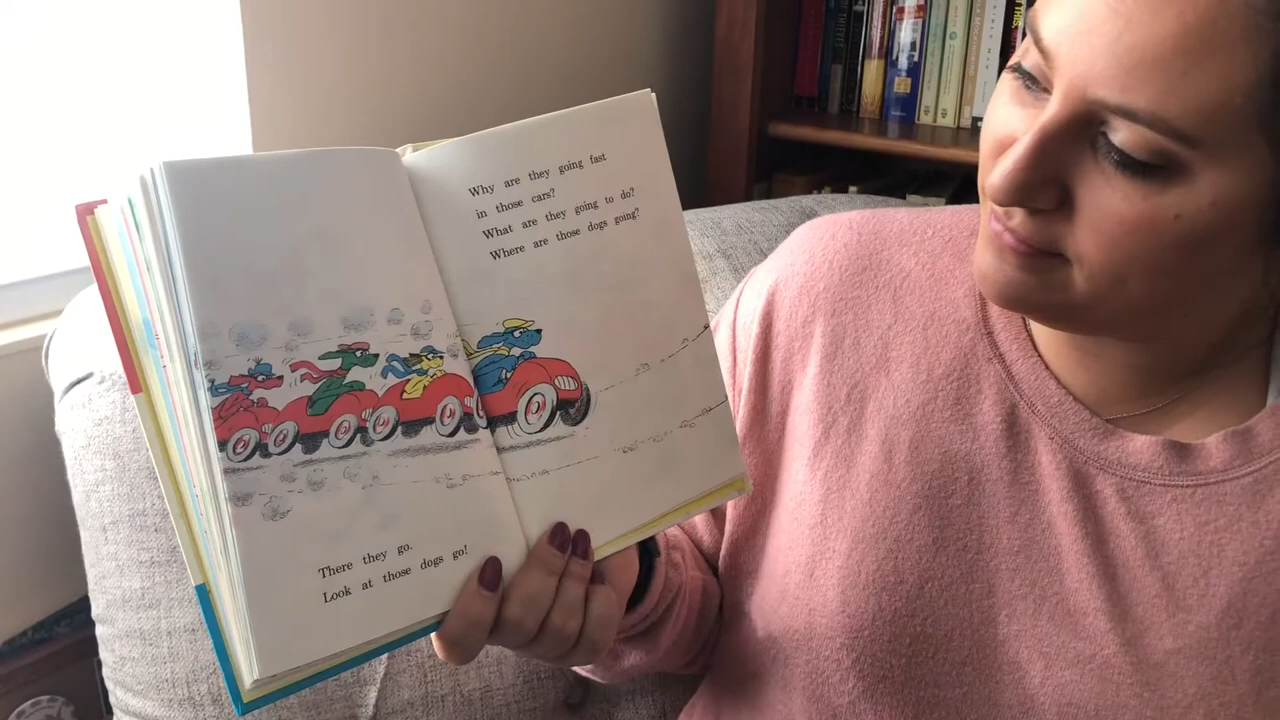 There they go.
Look at those dogs go!
Why are they going fast
in those cars?
What are they going to do?
Where are those dogs going?